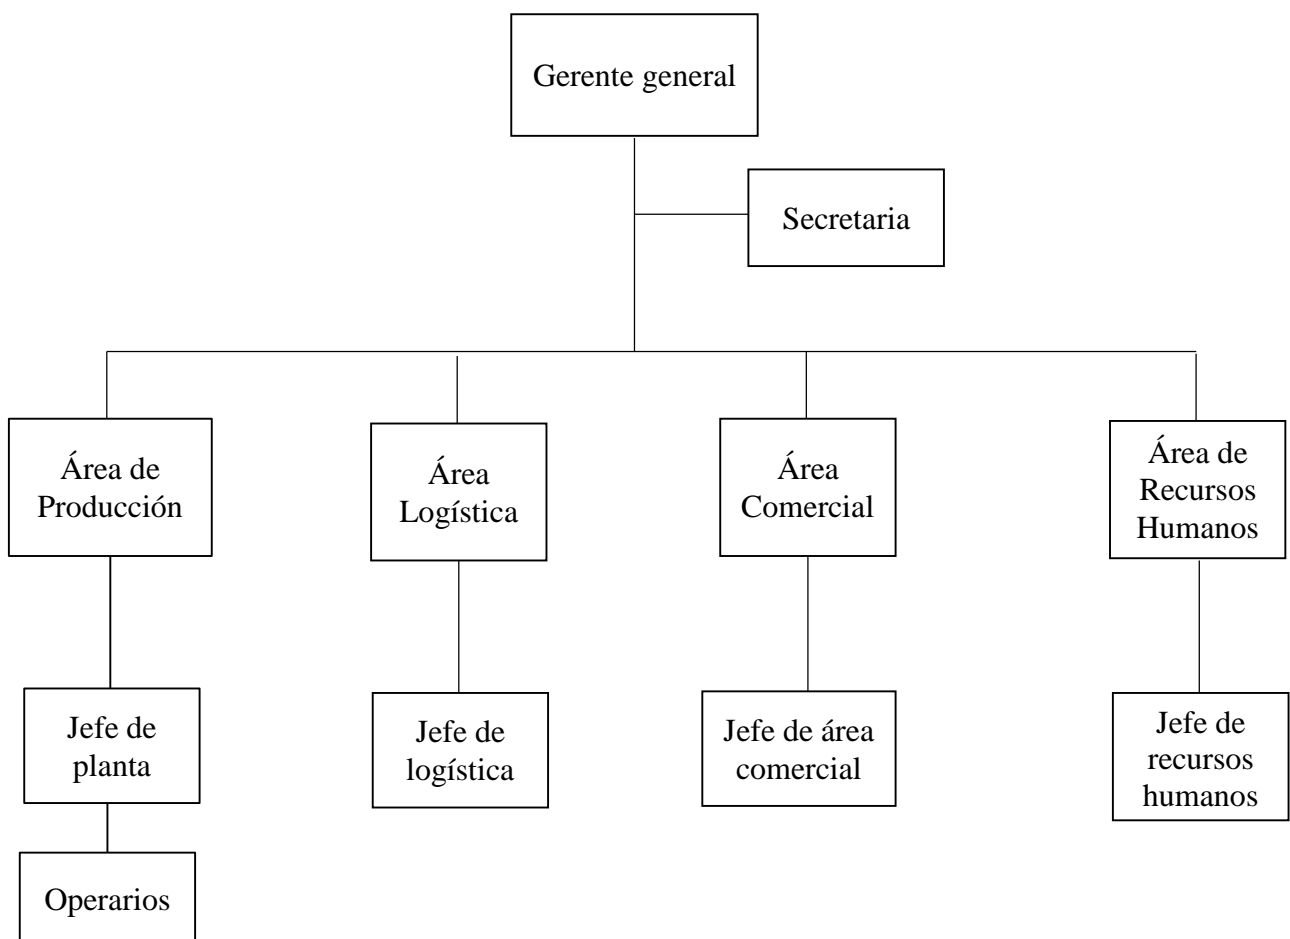 Gerente general
Secretaria
Área de
Producción
Área
Logística
Área
Comercial
Área de
Recursos
Humanos
Jefe de
planta
Jefe de
logística
Jefe de área
comercial
Jefe de
recursos
humanos
Operarios